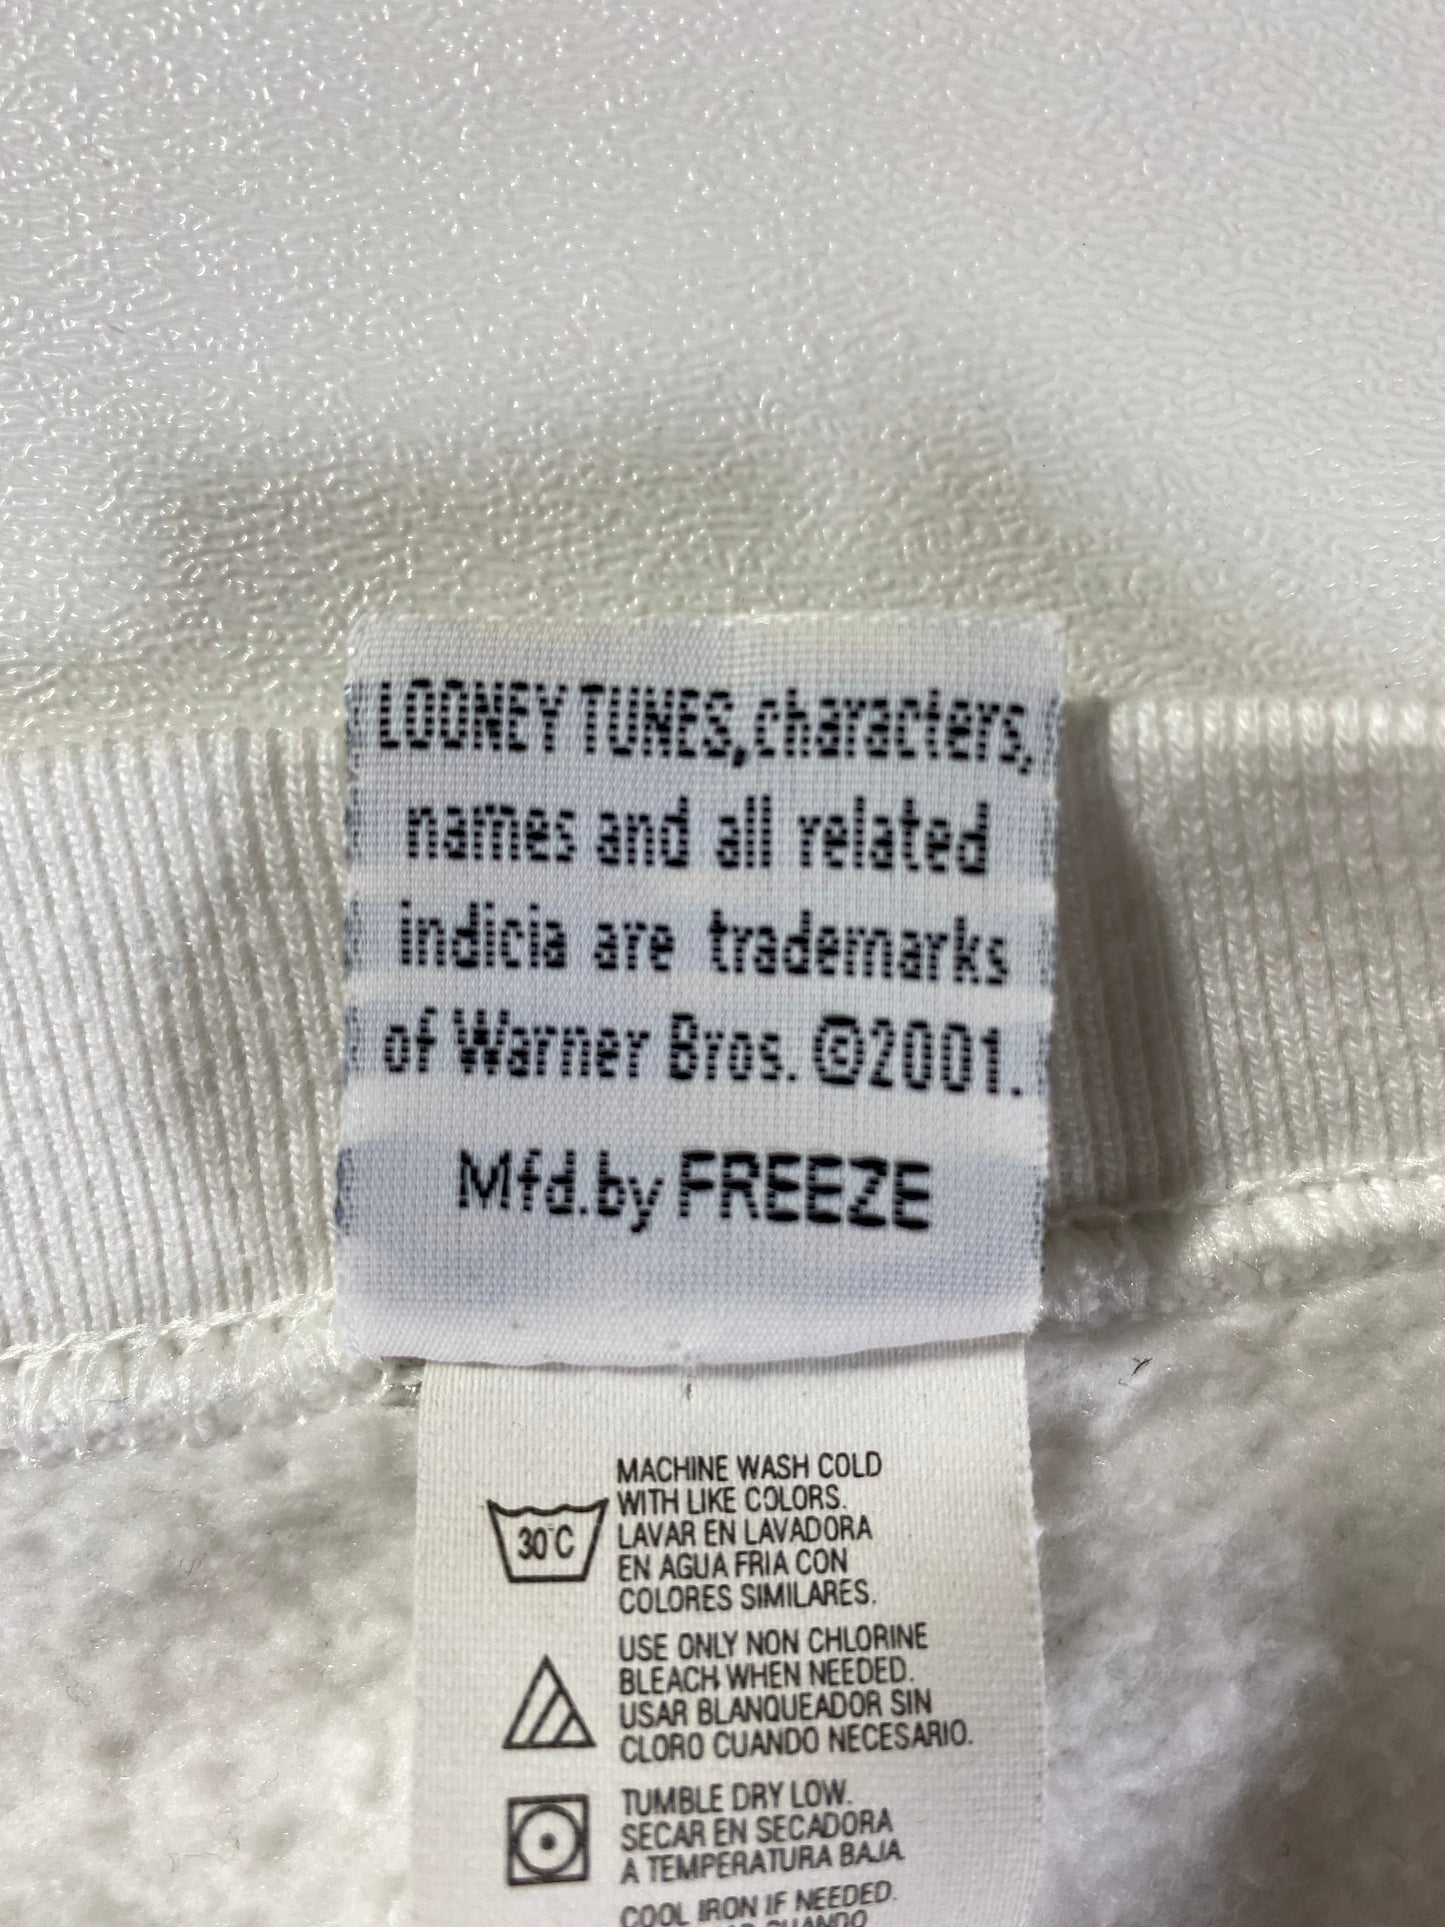 LOONEY TUNES, characters,
names and all related
indicia are trademarks
of Warner Bros. ©2001.
Mfd.by FREEZE
MACHINE WASH COLD
WITH LIKE COLORS.
30°C
LAVAR EN LAVADORA
EN AGUA FRIA CON
COLORES SIMILARES.
USE ONLY NON CHLORINE
BLEACH WHEN NEEDED.
USAR BLANQUEADOR SIN
CLORO CUANDO NECESARIO.
TUMBLE DRY LOW.
SECAR EN SECADORA
A TEMPERATURA BAJA
COOL IRON IF NEEDED.
CUANDO